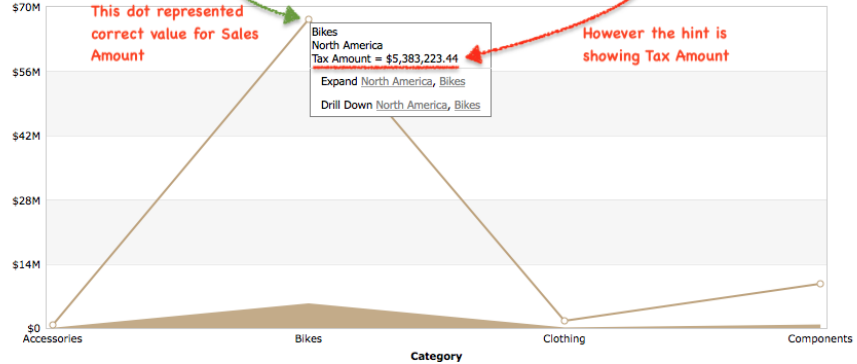 This dot represented
correct value for Sales
Amount
However the hint is
showing Tax Amount
$70M
$56M
$42M
$28M
$14M
$0
Bikes
North America
Tax Amount = $5,383,223.44
Expand North America, Bikes
Drill Down North America, Bikes
Accessories
Bikes
Clothing
Components
Category